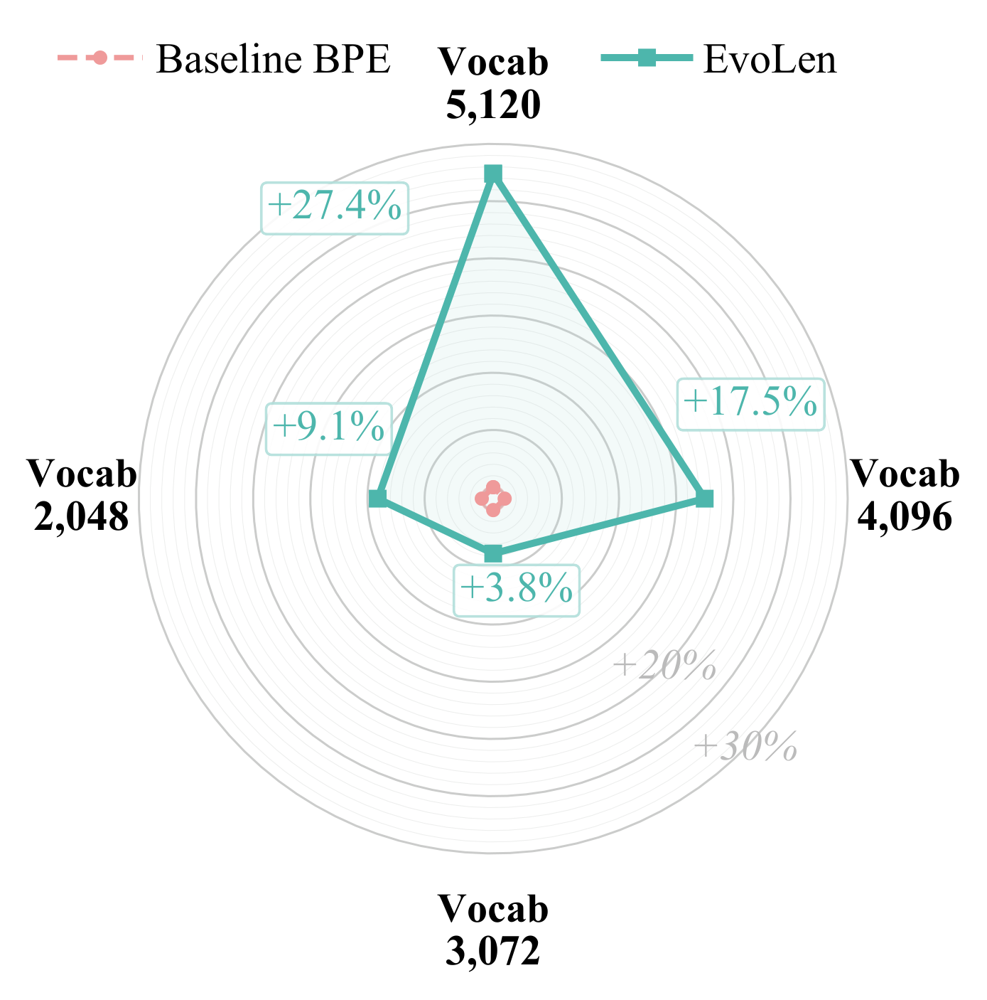 Baseline BPE
Vocab
5,120
EvoLen
+27.4%
+17.5%
+9.1%
Vocab
2,048
Vocab
4,096
+3.8%
+20%
+30%
Vocab
3,072